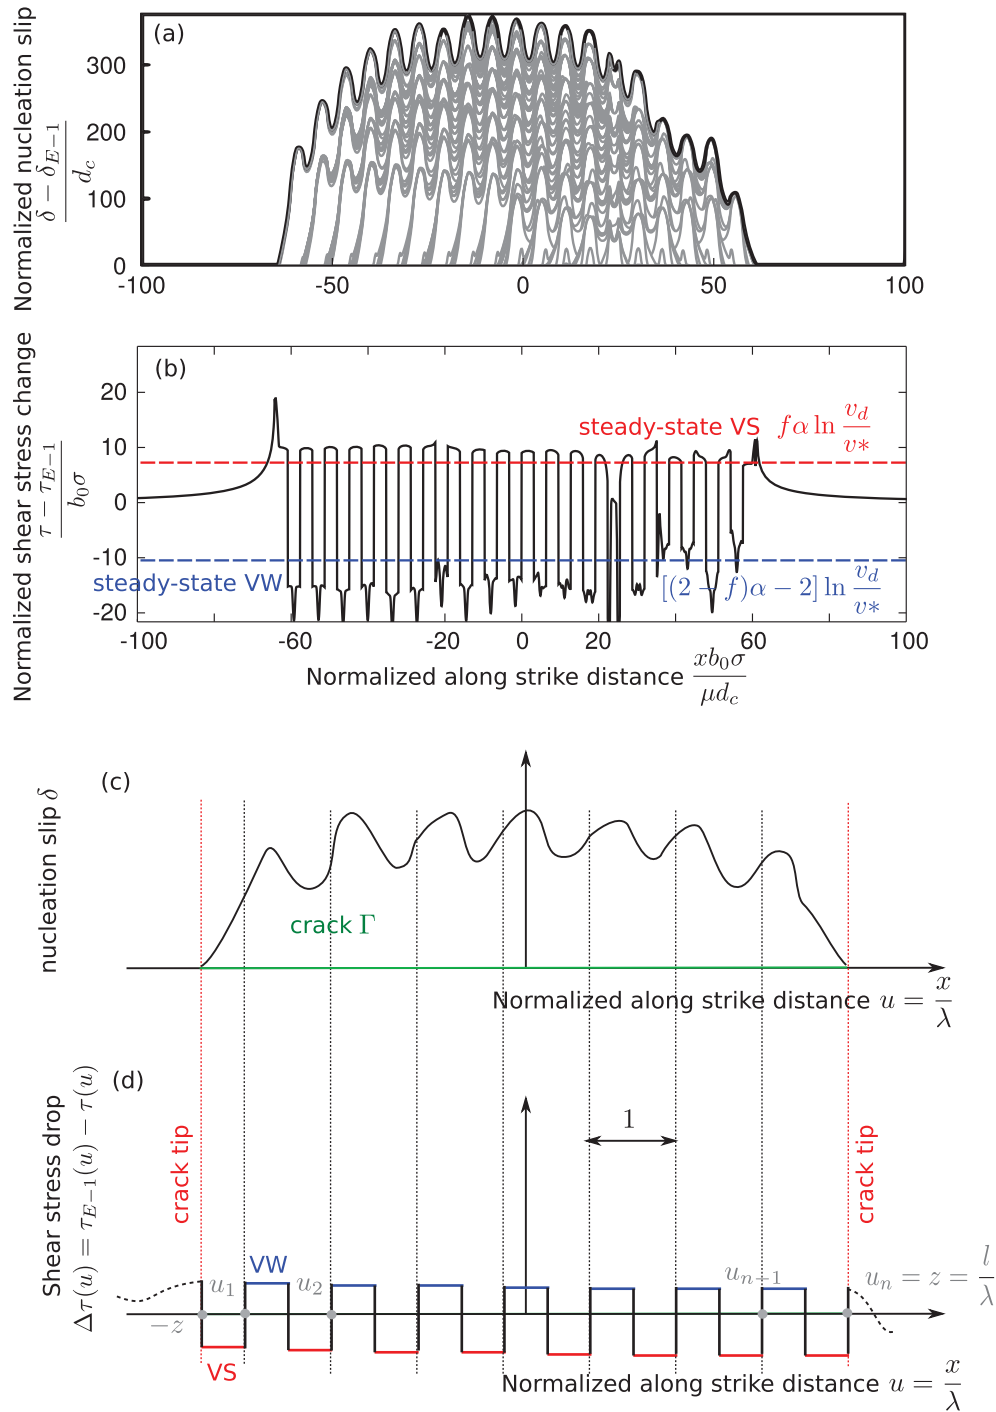 (a)
Normalized nucleation slip
δ − δ_{E−1} / d_c
300
200
100
0
-100 -50 0 50 100
(b)
Normalized shear stress change
τ − τ_{E−1} / b_0σ
20
10
0
-10
-20
steady-state VS fα ln v_d / v*
steady-state VW [(2 − f)α − 2] ln v_d / v*
-100 -60 -40 -20 0 20 40 60 100
Normalized along strike distance xb_0σ / μd_c
(c)
nucleation slip δ
crack Γ
Normalized along strike distance u = x / λ
(d)
Shear stress drop
Δτ(u) = τ_{E−1}(u) − τ(u)
crack tip
crack tip
1
VW
u_1
u_2
u_{n−1}
u_n = z = l / λ
−z
VS
Normalized along strike distance u = x / λ